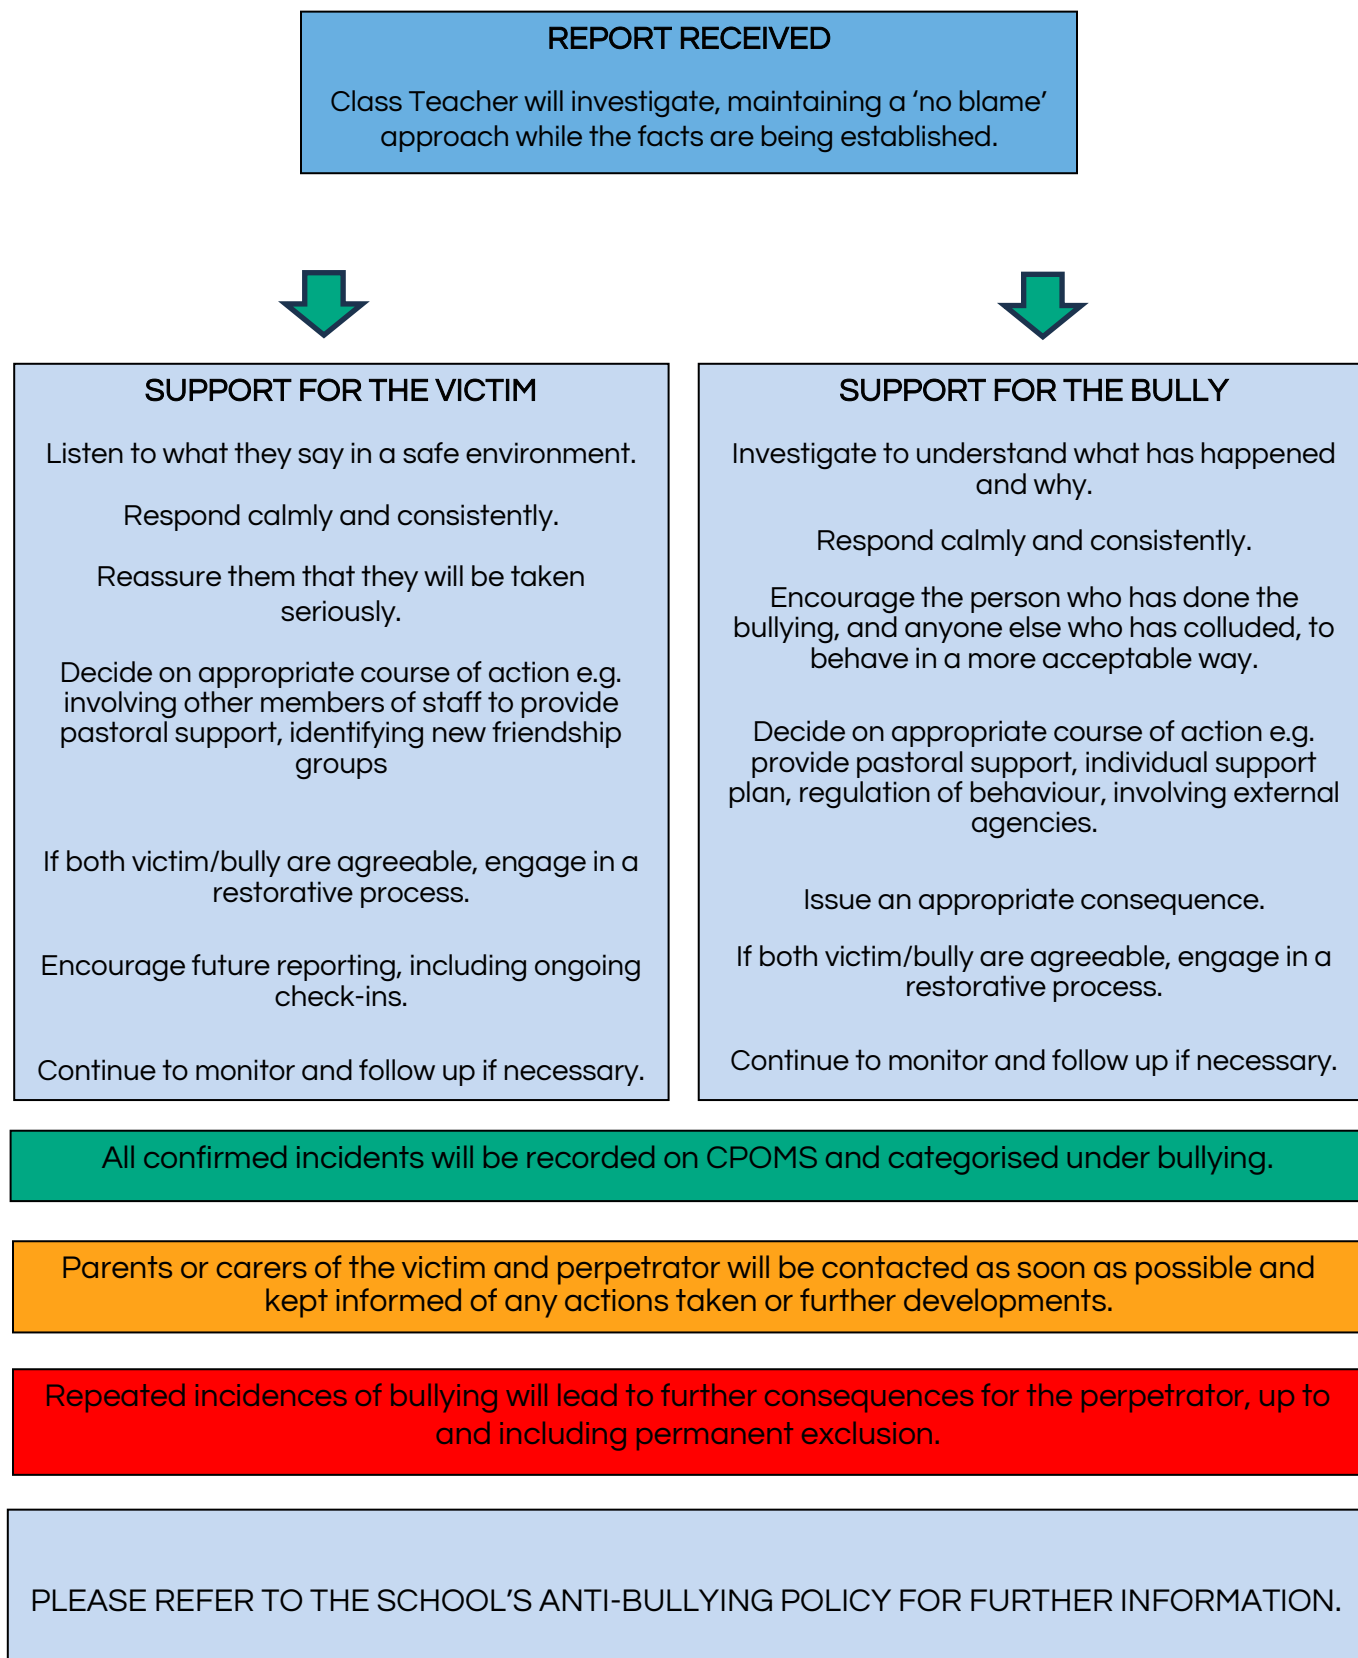 REPORT RECEIVED
Class Teacher will investigate, maintaining a ‘no blame’
approach while the facts are being established.
SUPPORT FOR THE VICTIM
Listen to what they say in a safe environment.
Respond calmly and consistently.
Reassure them that they will be taken
seriously.
Decide on appropriate course of action e.g.
involving other members of staff to provide
pastoral support, identifying new friendship
groups
If both victim/bully are agreeable, engage in a
restorative process.
Encourage future reporting, including ongoing
check-ins.
Continue to monitor and follow up if necessary.
SUPPORT FOR THE BULLY
Investigate to understand what has happened
and why.
Respond calmly and consistently.
Encourage the person who has done the
bullying, and anyone else who has colluded, to
behave in a more acceptable way.
Decide on appropriate course of action e.g.
provide pastoral support, individual support
plan, regulation of behaviour, involving external
agencies.
Issue an appropriate consequence.
If both victim/bully are agreeable, engage in a
restorative process.
Continue to monitor and follow up if necessary.
All confirmed incidents will be recorded on CPOMS and categorised under bullying.
Parents or carers of the victim and perpetrator will be contacted as soon as possible and
kept informed of any actions taken or further developments.
Repeated incidences of bullying will lead to further consequences for the perpetrator, up to
and including permanent exclusion.
PLEASE REFER TO THE SCHOOL’S ANTI-BULLYING POLICY FOR FURTHER INFORMATION.